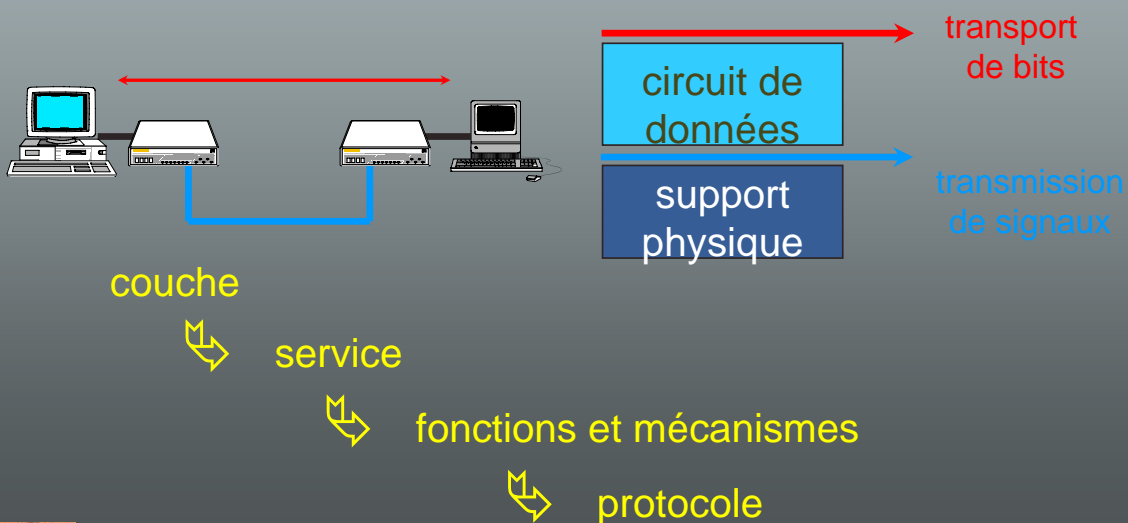 transport
de bits
circuit de
données
transmission
de signaux
support
physique
couche
service
fonctions et mécanismes
protocole